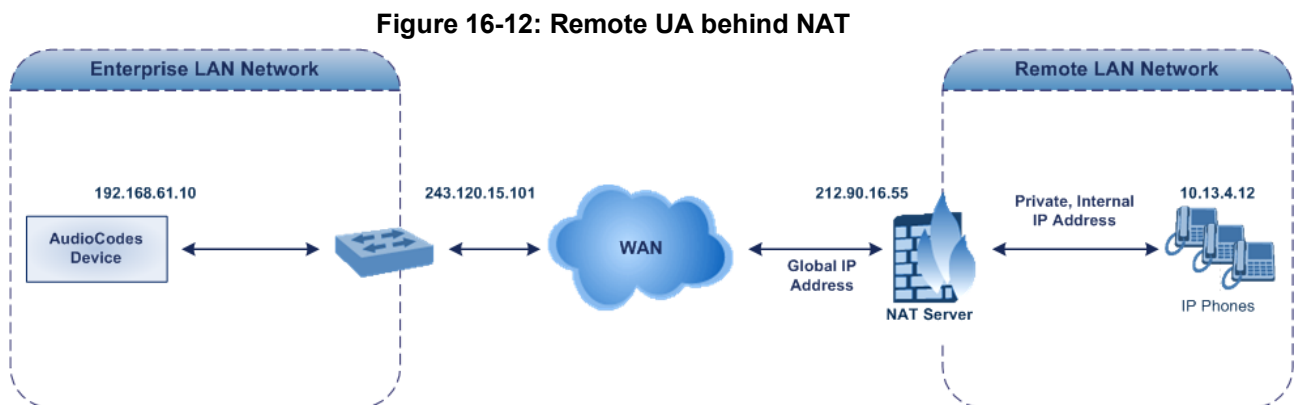 Figure 16-12: Remote UA behind NAT
Enterprise LAN Network
Remote LAN Network
192.168.61.10
243.120.15.101
212.90.16.55
Private, Internal
IP Address
10.13.4.12
AudioCodes
Device
WAN
Global IP
Address
NAT Server
IP Phones